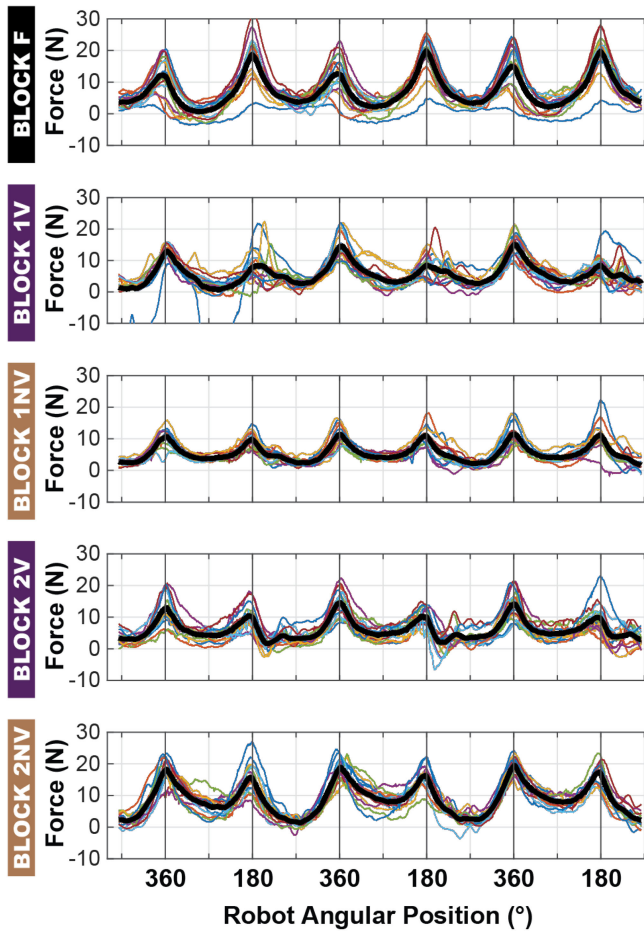 BLOCK F
Force (N)
30
20
10
0
-10
BLOCK 1V
Force (N)
30
20
10
0
-10
BLOCK 1NV
Force (N)
30
20
10
0
-10
BLOCK 2V
Force (N)
30
20
10
0
-10
BLOCK 2NV
Force (N)
30
20
10
0
-10
360 180 360 180 360 180
Robot Angular Position (°)